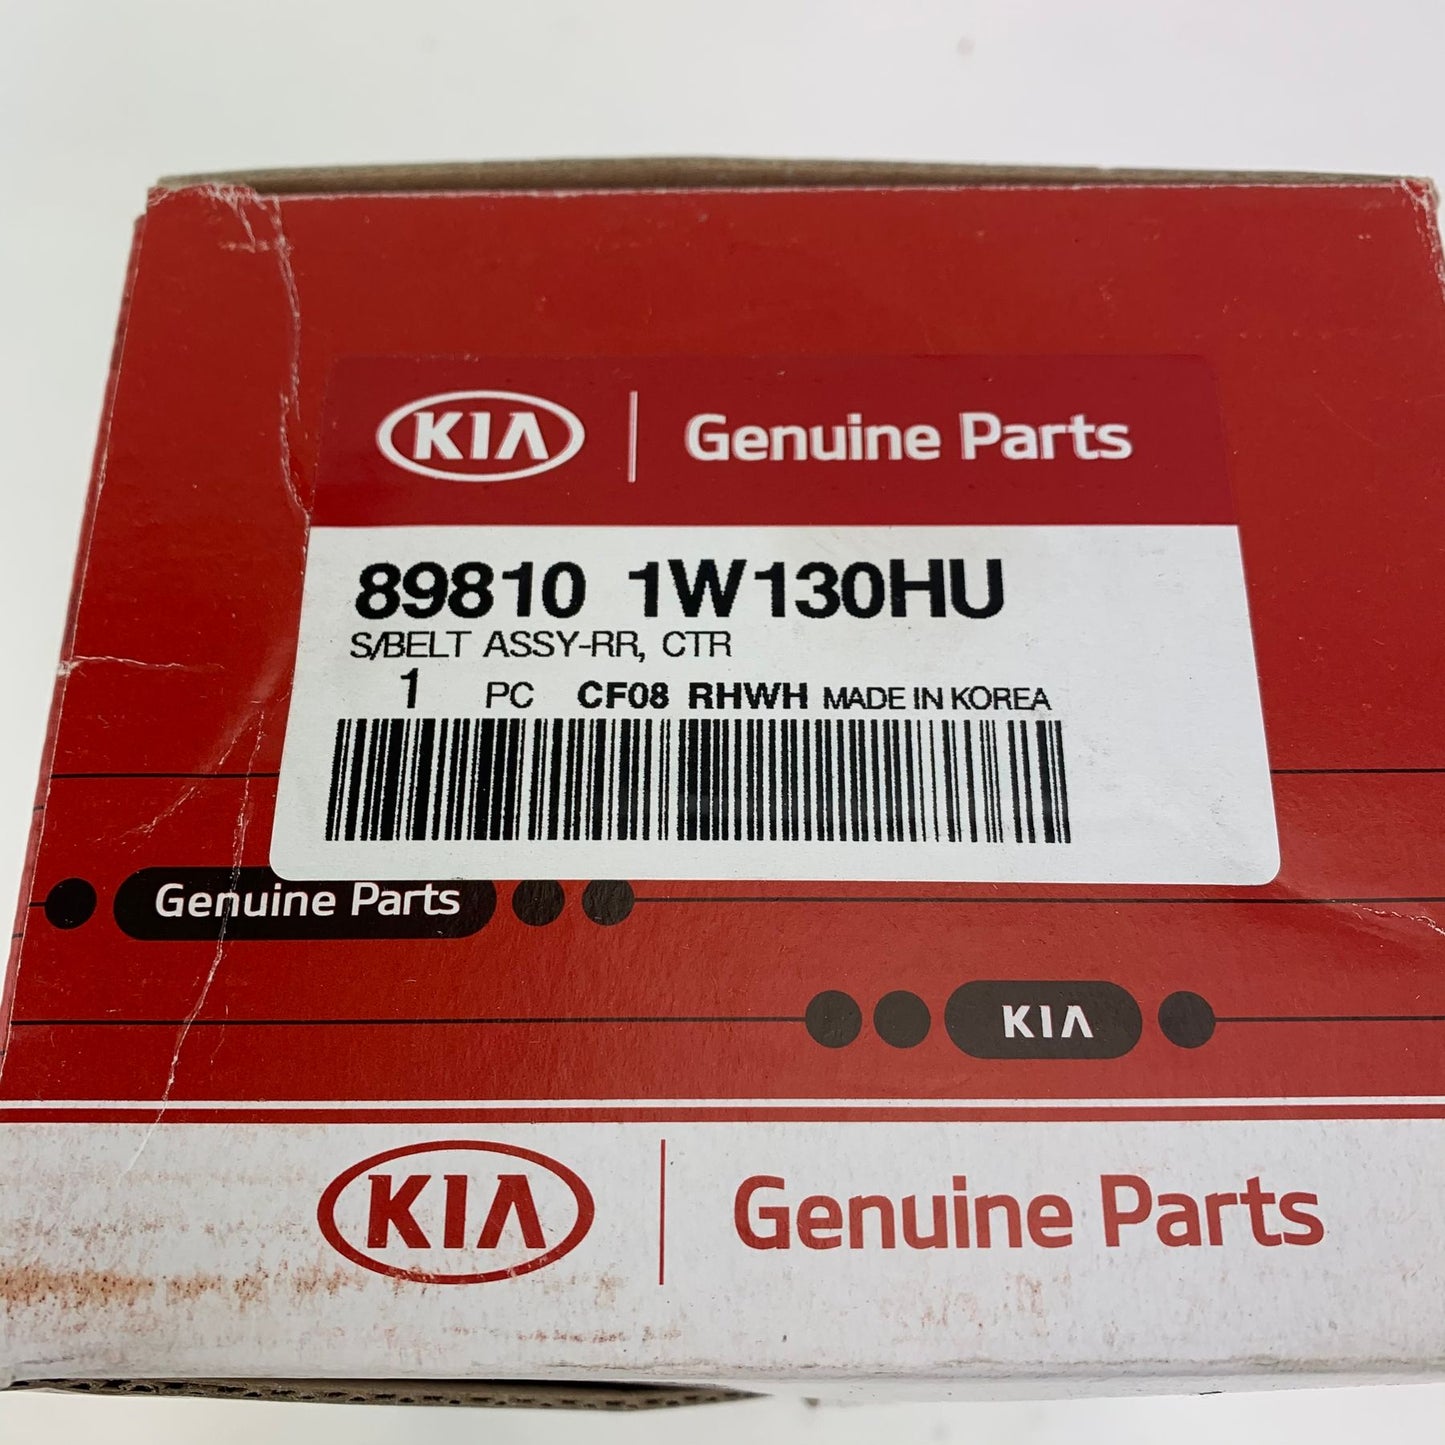 KIA Genuine Parts
89810 1W130HU
S/BELT ASSY-RR, CTR
1 PC CF08 RHWH MADE IN KOREA
Genuine Parts
KIA
KIA Genuine Parts